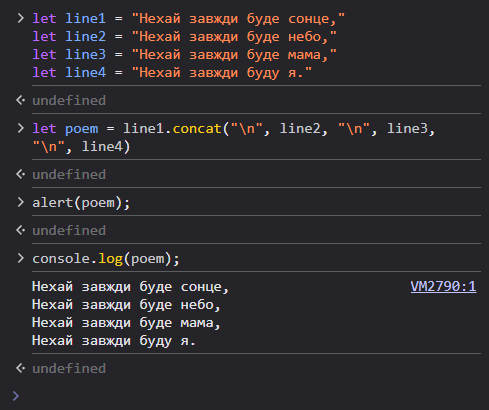 let line1 = "Нехай завжди буде сонце,"
let line2 = "Нехай завжди буде небо,"
let line3 = "Нехай завжди буде мама,"
let line4 = "Нехай завжди буду я."
undefined
let poem = line1.concat("\n", line2, "\n", line3,
"\n", line4)
undefined
alert(poem);
undefined
console.log(poem);
Нехай завжди буде сонце, VM2790:1
Нехай завжди буде небо,
Нехай завжди буде мама,
Нехай завжди буду я.
undefined